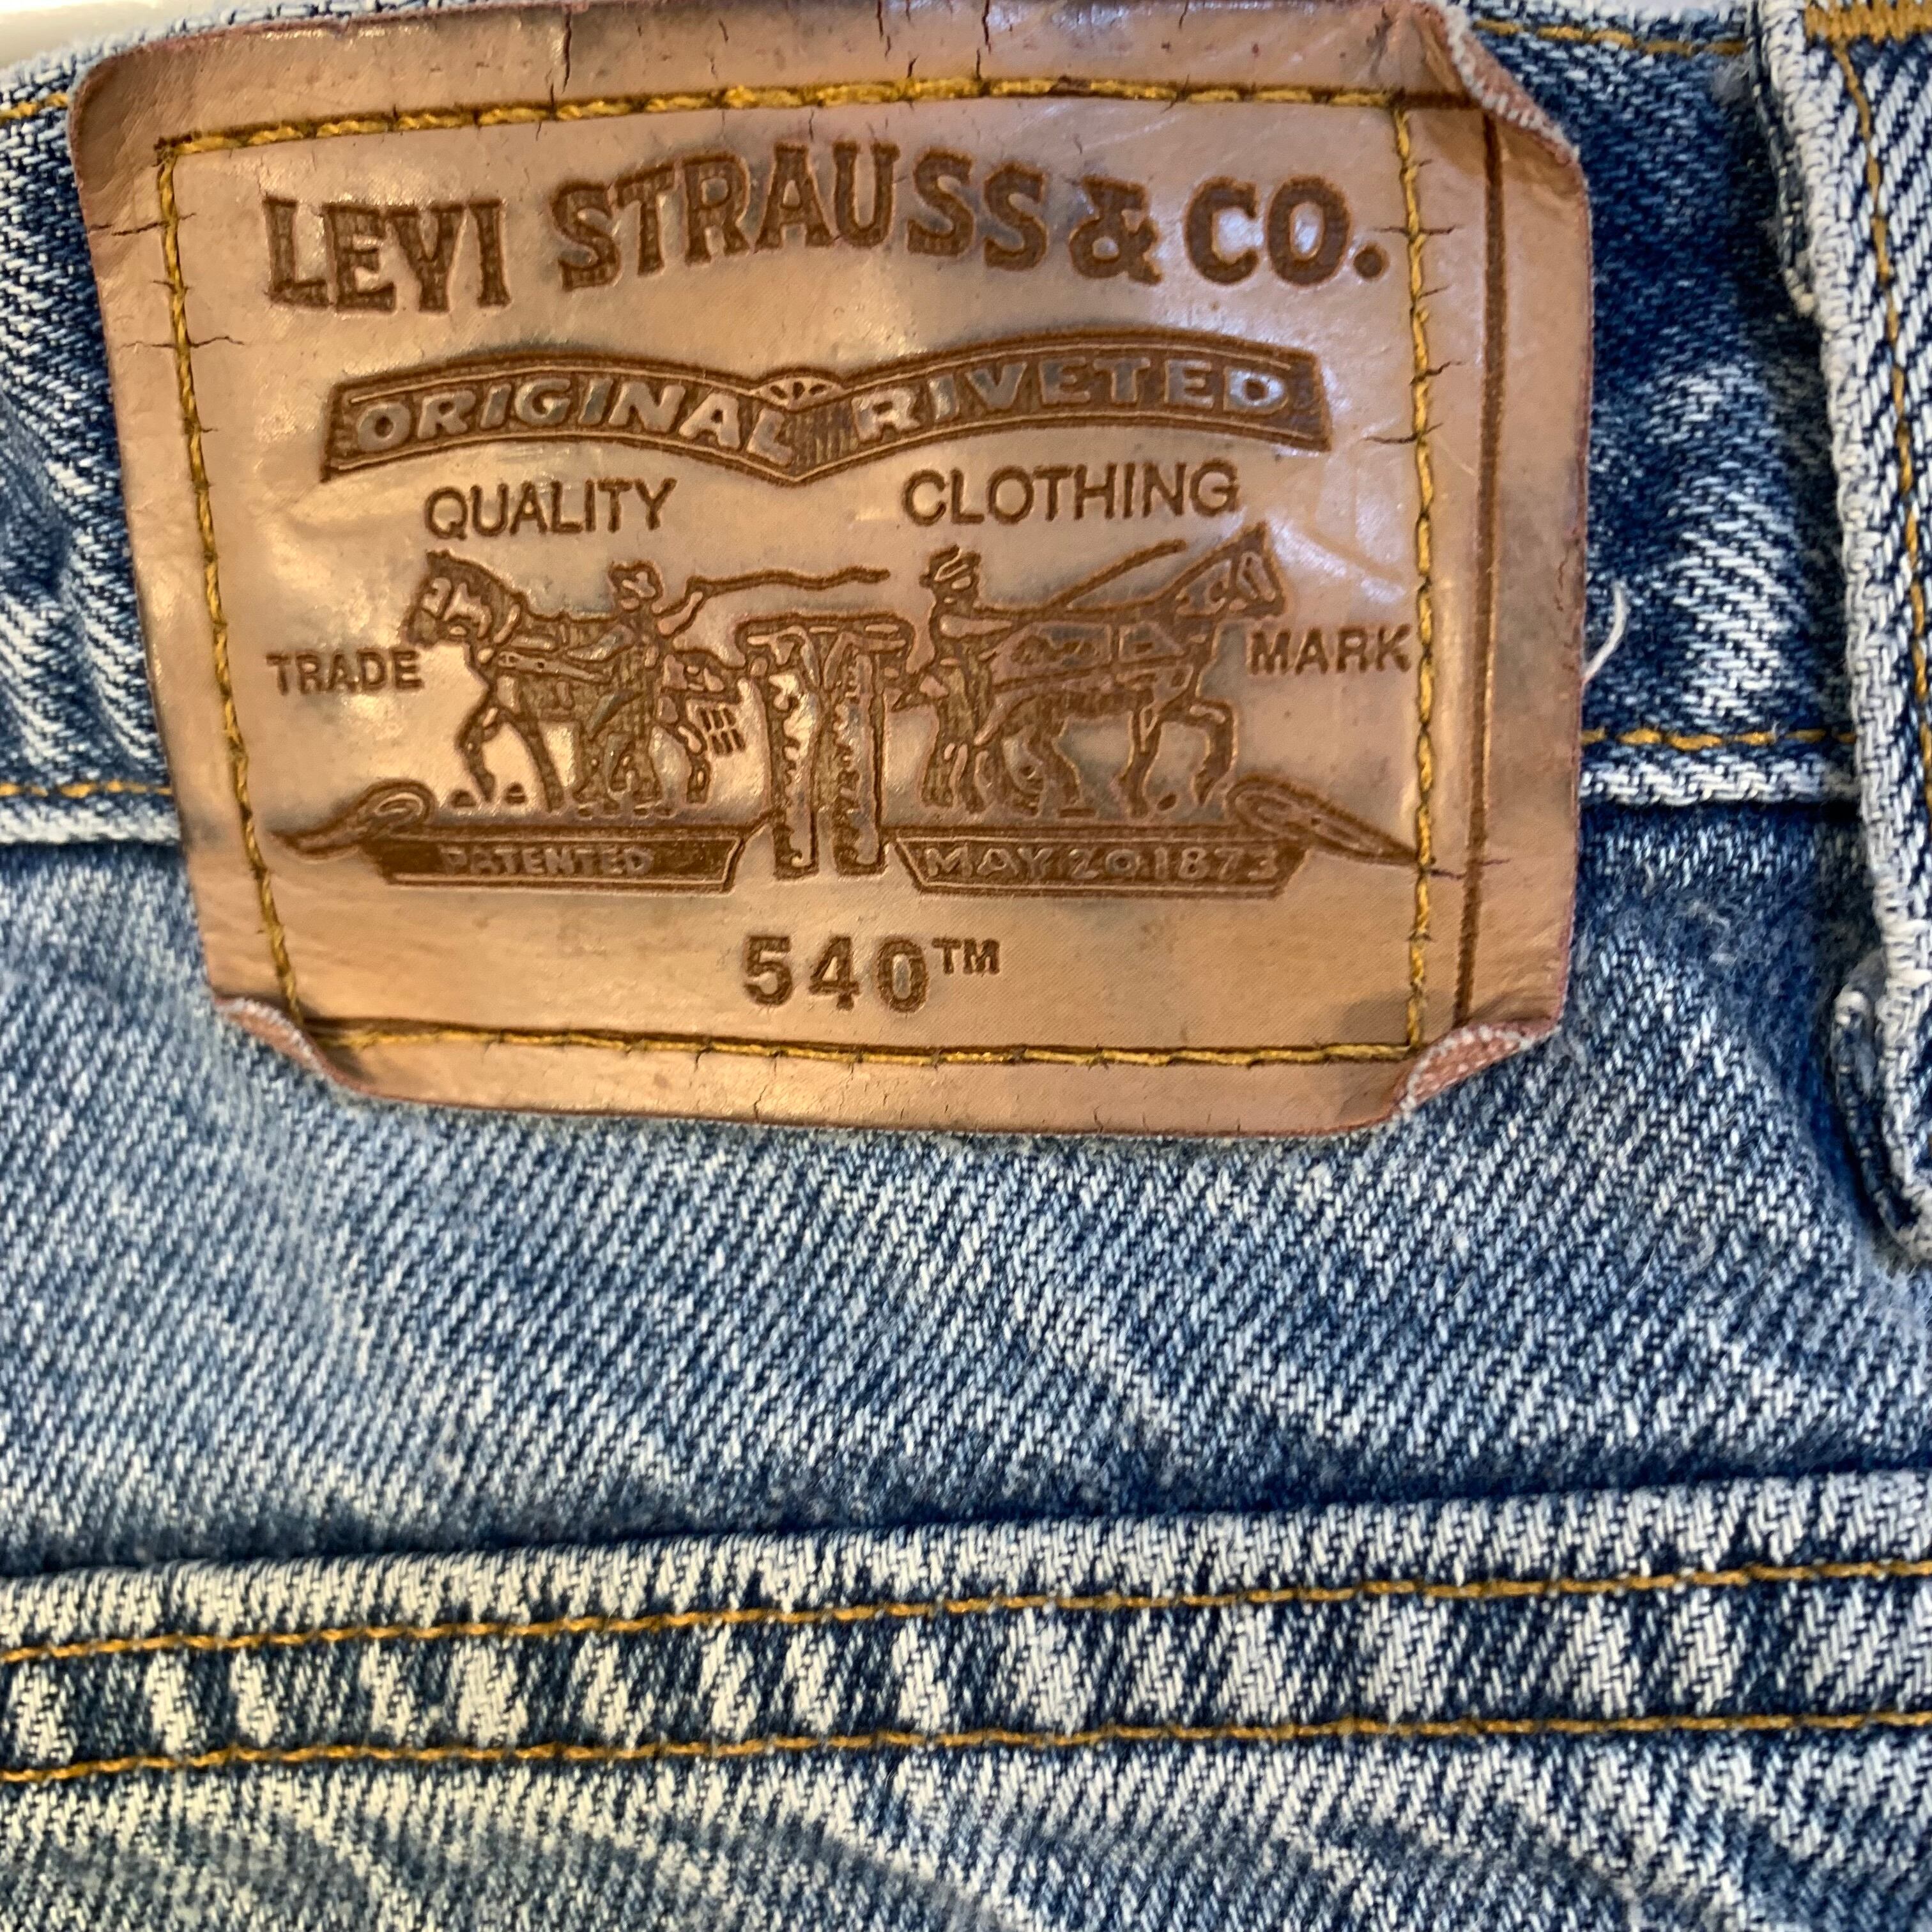 LEVI STRAUSS & CO.
ORIGINAL RIVETED
QUALITY CLOTHING
TRADE MARK
PATENTED MAY 20 1873
540™